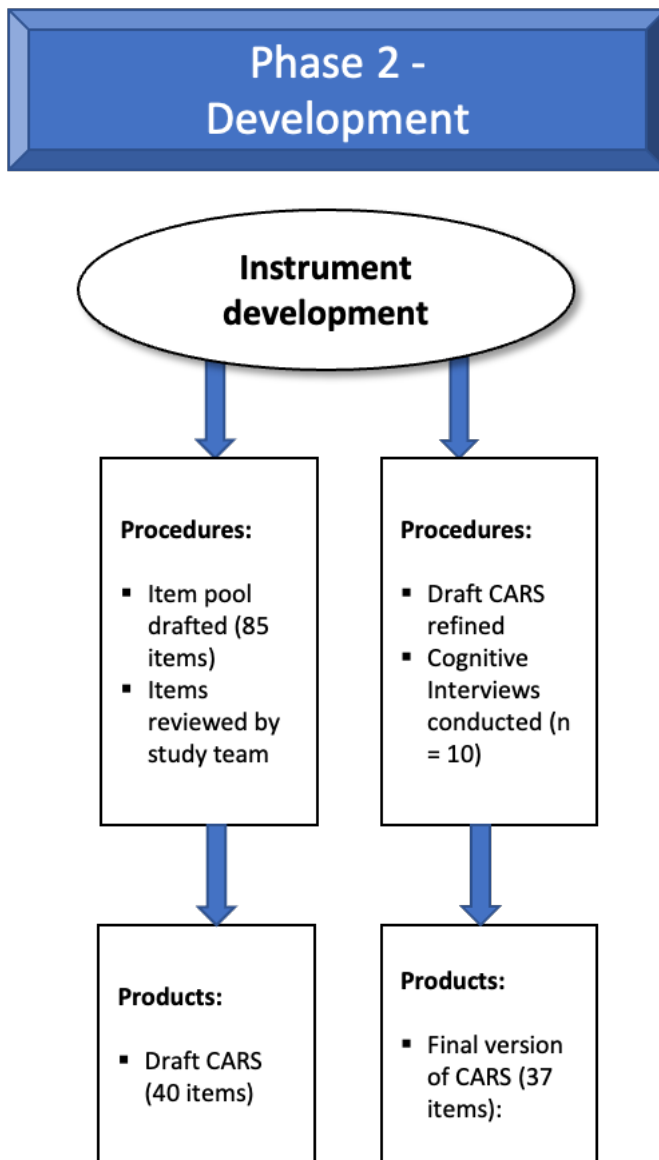 Phase 2 -
Development
Instrument
development
Procedures:
▪ Item pool
drafted (85
items)
▪ Items
reviewed by
study team
Procedures:
▪ Draft CARS
refined
▪ Cognitive
Interviews
conducted (n
= 10)
Products:
▪ Draft CARS
(40 items)
Products:
▪ Final version
of CARS (37
items):